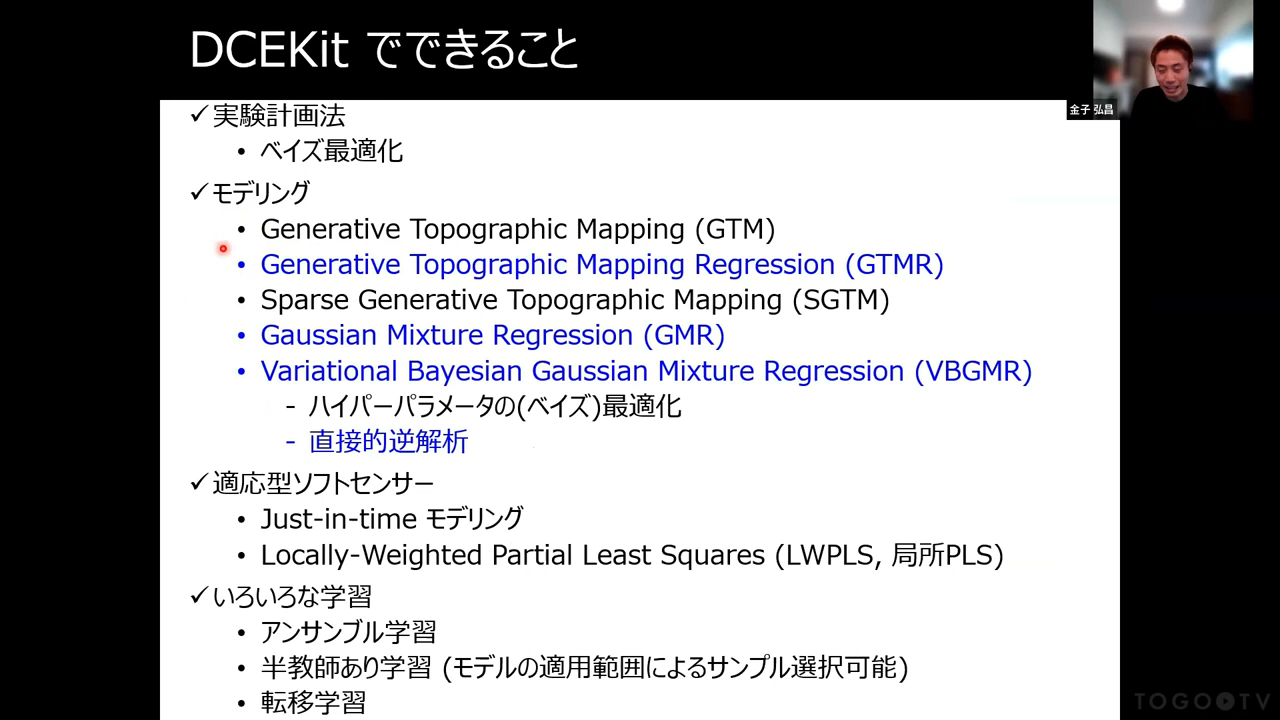 DCEKit でできること
金子 弘昌
✓実験計画法
• ベイズ最適化
✓モデリング
• Generative Topographic Mapping (GTM)
• Generative Topographic Mapping Regression (GTMR)
• Sparse Generative Topographic Mapping (SGTM)
• Gaussian Mixture Regression (GMR)
• Variational Bayesian Gaussian Mixture Regression (VBGMR)
- ハイパーパラメータの(ベイズ)最適化
- 直接的逆解析
✓適応型ソフトセンサー
• Just-in-time モデリング
• Locally-Weighted Partial Least Squares (LWPLS, 局所PLS)
✓いろいろな学習
• アンサンブル学習
• 半教師あり学習 (モデルの適用範囲によるサンプル選択可能)
• 転移学習
TOGOTV